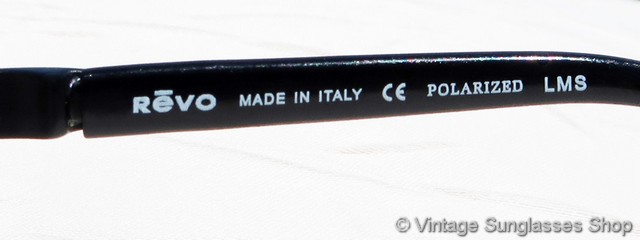 RēVO MADE IN ITALY CE POLARIZED LMS
© Vintage Sunglasses Shop